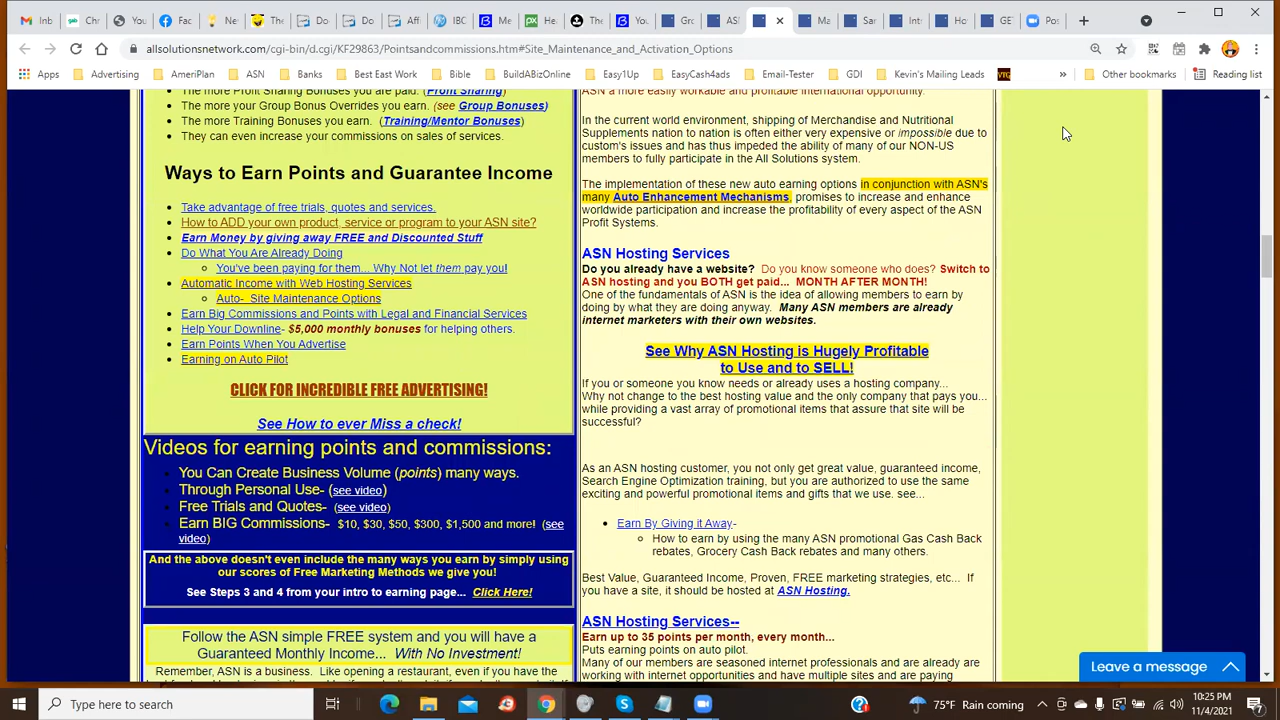 Inb
Ch
You
Fac
Ne
The
Do
Do
Aff
IBC
Me
He
The
You
Gro
AS
Ma
Sar
Int
Ho
GE
Pos
allsolutionsnetwork.com/cgi-bin/d.cgi/KF29863/Pointsandcommissions.htm#Site_Maintenance_and_Activation_Options
Apps
Advertising
AmeriPlan
ASN
Banks
Best East Work
Bible
BuildABizOnline
Easy1Up
EasyCash4ads
Email-Tester
GDI
Kevin's Mailing Leads
»
Other bookmarks
Reading list
The more Profit Sharing Bonuses you are paid. (Profit Sharing)
The more your Group Bonus Overrides you earn. (see Group Bonuses)
The more Training Bonuses you earn. (Training/Mentor Bonuses)
They can even increase your commissions on sales of services.
Ways to Earn Points and Guarantee Income
Take advantage of free trials, quotes and services.
How to ADD your own product, service or program to your ASN site?
Earn Money by giving away FREE and Discounted Stuff
Do What You Are Already Doing
You've been paying for them... Why Not let them pay you!
Automatic Income with Web Hosting Services
Auto- Site Maintenance Options
Earn Big Commissions and Points with Legal and Financial Services
Help Your Downline- $5,000 monthly bonuses for helping others.
Earn Points When You Advertise
Earning on Auto Pilot
CLICK FOR INCREDIBLE FREE ADVERTISING!
See How to ever Miss a check!
Videos for earning points and commissions:
You Can Create Business Volume (points) many ways.
Through Personal Use- (see video)
Free Trials and Quotes- (see video)
Earn BIG Commissions- $10, $30, $50, $300, $1,500 and more! (see
video)
And the above doesn't even include the many ways you earn by simply using
our scores of Free Marketing Methods we give you!
See Steps 3 and 4 from your intro to earning page... Click Here!
Follow the ASN simple FREE system and you will have a
Guaranteed Monthly Income... With No Investment!
Remember, ASN is a business. Like opening a restaurant, even if you have the
ASN a more easily workable and profitable international opportunity.
In the current world environment, shipping of Merchandise and Nutritional
Supplements nation to nation is often either very expensive or impossible due to
custom's issues and has thus impeded the ability of many of our NON-US
members to fully participate in the All Solutions system.
The implementation of these new auto earning options in conjunction with ASN's
many Auto Enhancement Mechanisms, promises to increase and enhance
worldwide participation and increase the profitability of every aspect of the ASN
Profit Systems.
ASN Hosting Services
Do you already have a website? Do you know someone who does? Switch to
ASN hosting and you BOTH get paid... MONTH AFTER MONTH!
One of the fundamentals of ASN is the idea of allowing members to earn by
doing by what they are doing anyway. Many ASN members are already
internet marketers with their own websites.
See Why ASN Hosting is Hugely Profitable
to Use and to SELL!
If you or someone you know needs or already uses a hosting company...
Why not change to the best hosting value and the only company that pays you...
while providing a vast array of promotional items that assure that site will be
successful?
As an ASN hosting customer, you not only get great value, guaranteed income,
Search Engine Optimization training, but you are authorized to use the same
exciting and powerful promotional items and gifts that we use. see...
Earn By Giving it Away-
How to earn by using the many ASN promotional Gas Cash Back
rebates, Grocery Cash Back rebates and many others.
Best Value, Guaranteed Income, Proven, FREE marketing strategies, etc... If
you have a site, it should be hosted at ASN Hosting.
ASN Hosting Services--
Earn up to 35 points per month, every month...
Puts earning points on auto pilot.
Many of our members are seasoned internet professionals and are already are
working with internet opportunities and have multiple sites and are paying
Leave a message
Type here to search
75°F Rain coming
10:25 PM
11/4/2021